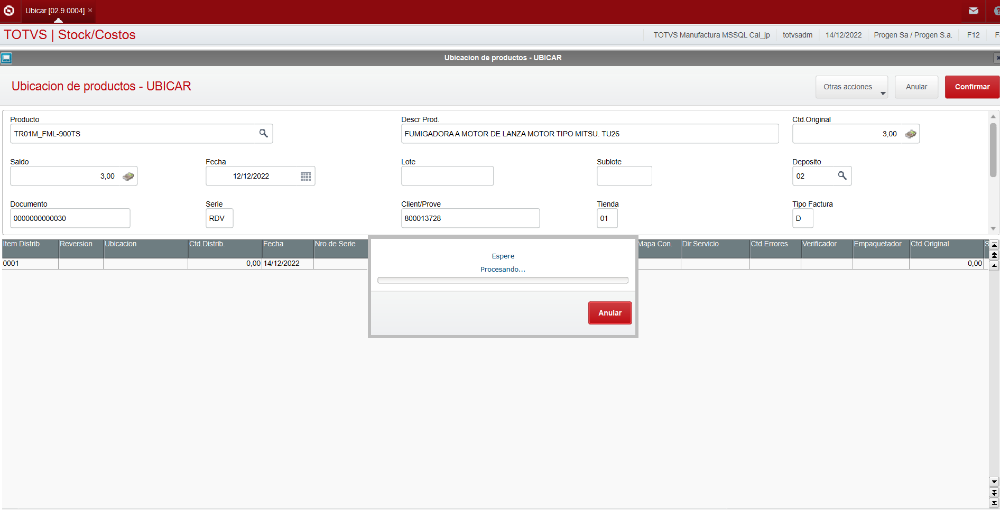 Ubicar [02.9.0004] ×
TOTVS | Stock/Costos
TOTVS Manufactura MSSQL Cal_jp totvsadm 14/12/2022 Progen Sa / Progen S.a. F12
Ubicacion de productos - UBICAR
Ubicacion de productos - UBICAR
Otras acciones Anular Confirmar
Producto Descr Prod. Ctd.Original
TR01M_FML-900TS FUMIGADORA A MOTOR DE LANZA MOTOR TIPO MITSU. TU26 3,00
Saldo Fecha Lote Sublote Deposito
3,00 12/12/2022 02
Documento Serie Client/Prove Tienda Tipo Factura
0000000000030 RDV 800013728 01 D
Item Distrib Reversion Ubicacion Ctd.Distrib. Fecha Nro.de Serie Mapa Con. Dir.Servicio Ctd.Errores Verificador Empaquetador Ctd.Original S
0001 0,00 14/12/2022 0,00
Espere
Procesando...
Anular